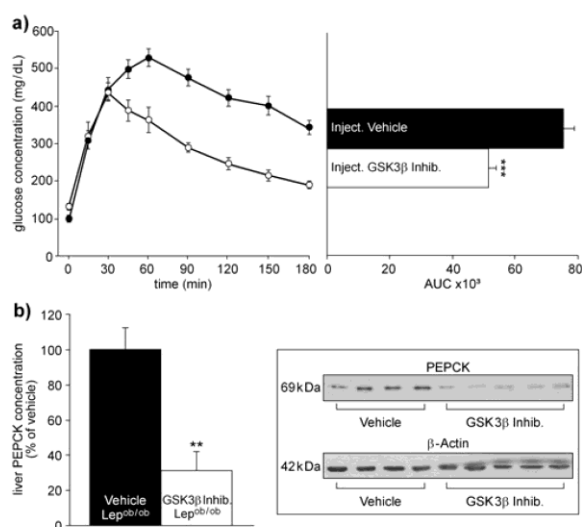 a)
glucose concentration (mg/dL)
600
500
400
300
200
100
0
0 30 60 90 120 150 180
time (min)
Inject. Vehicle
Inject. GSK3β Inhib.
***
0 20 40 60 80
AUC x10³
b)
liver PEPCK concentration
(% of vehicle)
120
100
80
60
40
20
0
**
Vehicle
Lepob/ob
GSK3β Inhib.
Lepob/ob
PEPCK
69kDa
Vehicle GSK3β Inhib.
β-Actin
42kDa
Vehicle GSK3β Inhib.